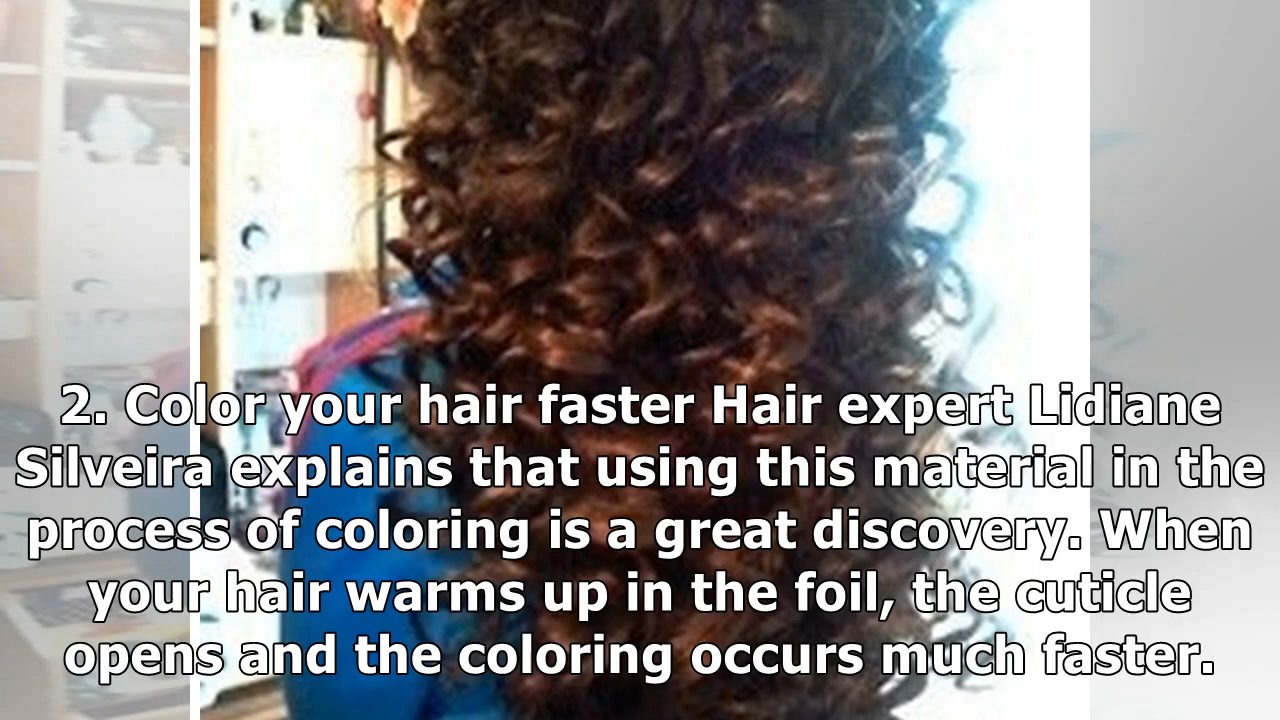 2. Color your hair faster Hair expert Lidiane
Silveira explains that using this material in the
process of coloring is a great discovery. When
your hair warms up in the foil, the cuticle
opens and the coloring occurs much faster.